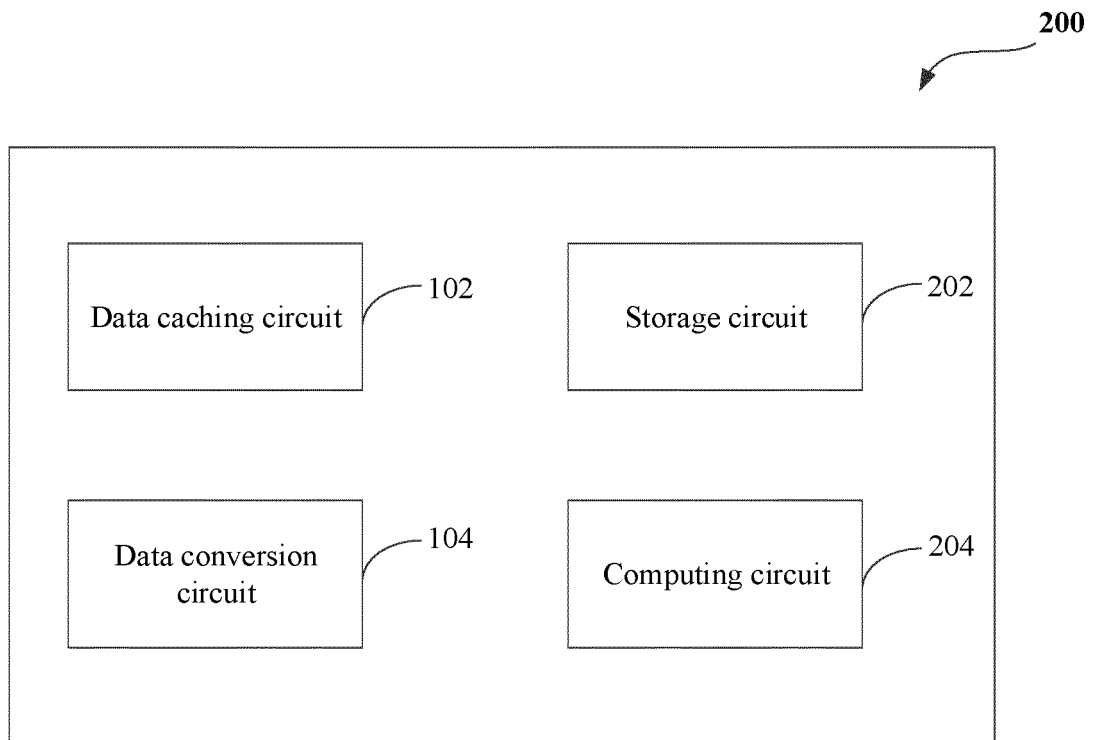 200
Data caching circuit
102
Storage circuit
202
Data conversion
circuit
104
Computing circuit
204